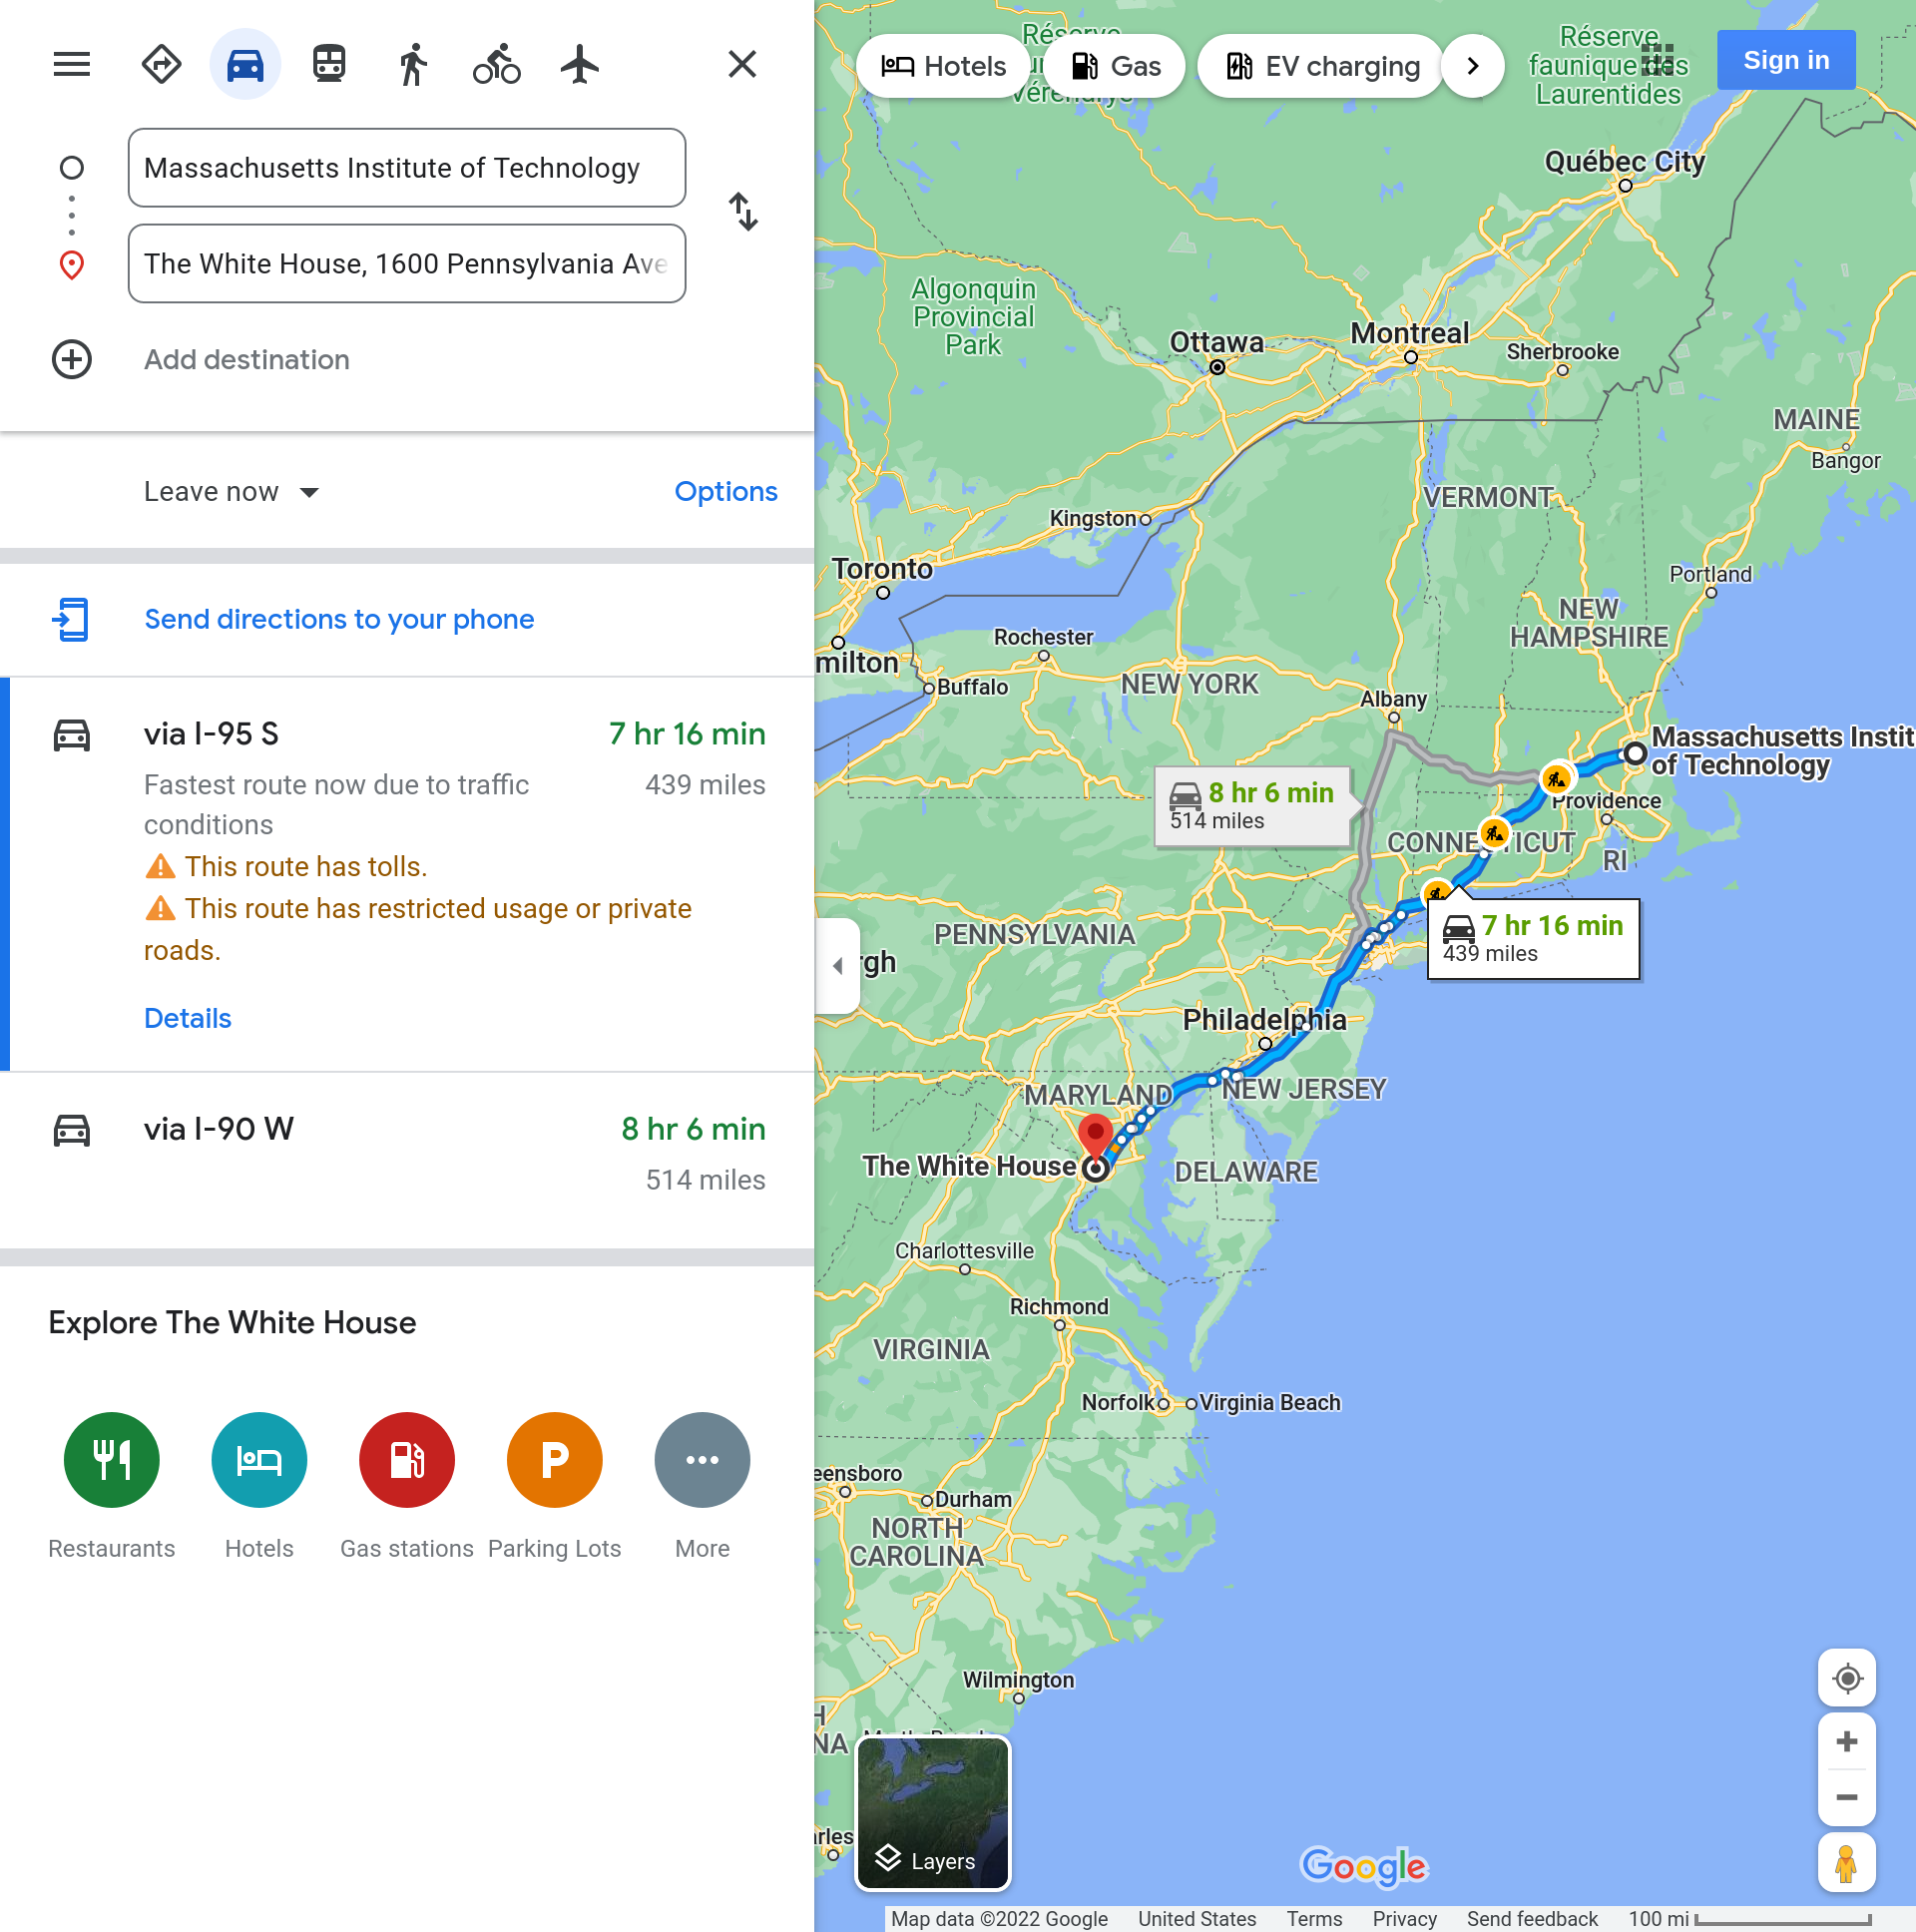 Massachusetts Institute of Technology
The White House, 1600 Pennsylvania Ave
Add destination
Leave now
Options
Send directions to your phone
via I-95 S
7 hr 16 min
Fastest route now due to traffic
439 miles
conditions
This route has tolls.
This route has restricted usage or private
roads.
Details
via I-90 W
8 hr 6 min
514 miles
Explore The White House
Restaurants
Hotels
Gas stations
Parking Lots
More
Hotels
Gas
EV charging
Réserve
faunique des
Laurentides
Sign in
Québec City
Algonquin
Provincial
Park
Ottawa
Montreal
Sherbrooke
MAINE
Bangor
VERMONT
Kingston
Toronto
Portland
NEW
HAMPSHIRE
Rochester
milton
Buffalo
NEW YORK
Albany
Massachusetts Instit
of Technology
8 hr 6 min
514 miles
Providence
CONNECTICUT
RI
7 hr 16 min
439 miles
PENNSYLVANIA
rgh
Philadelphia
MARYLAND
NEW JERSEY
The White House
DELAWARE
Charlottesville
Richmond
VIRGINIA
Norfolk
Virginia Beach
eensboro
Durham
NORTH
CAROLINA
Wilmington
H
NA
arles
Layers
Google
Map data ©2022 Google
United States
Terms
Privacy
Send feedback
100 mi